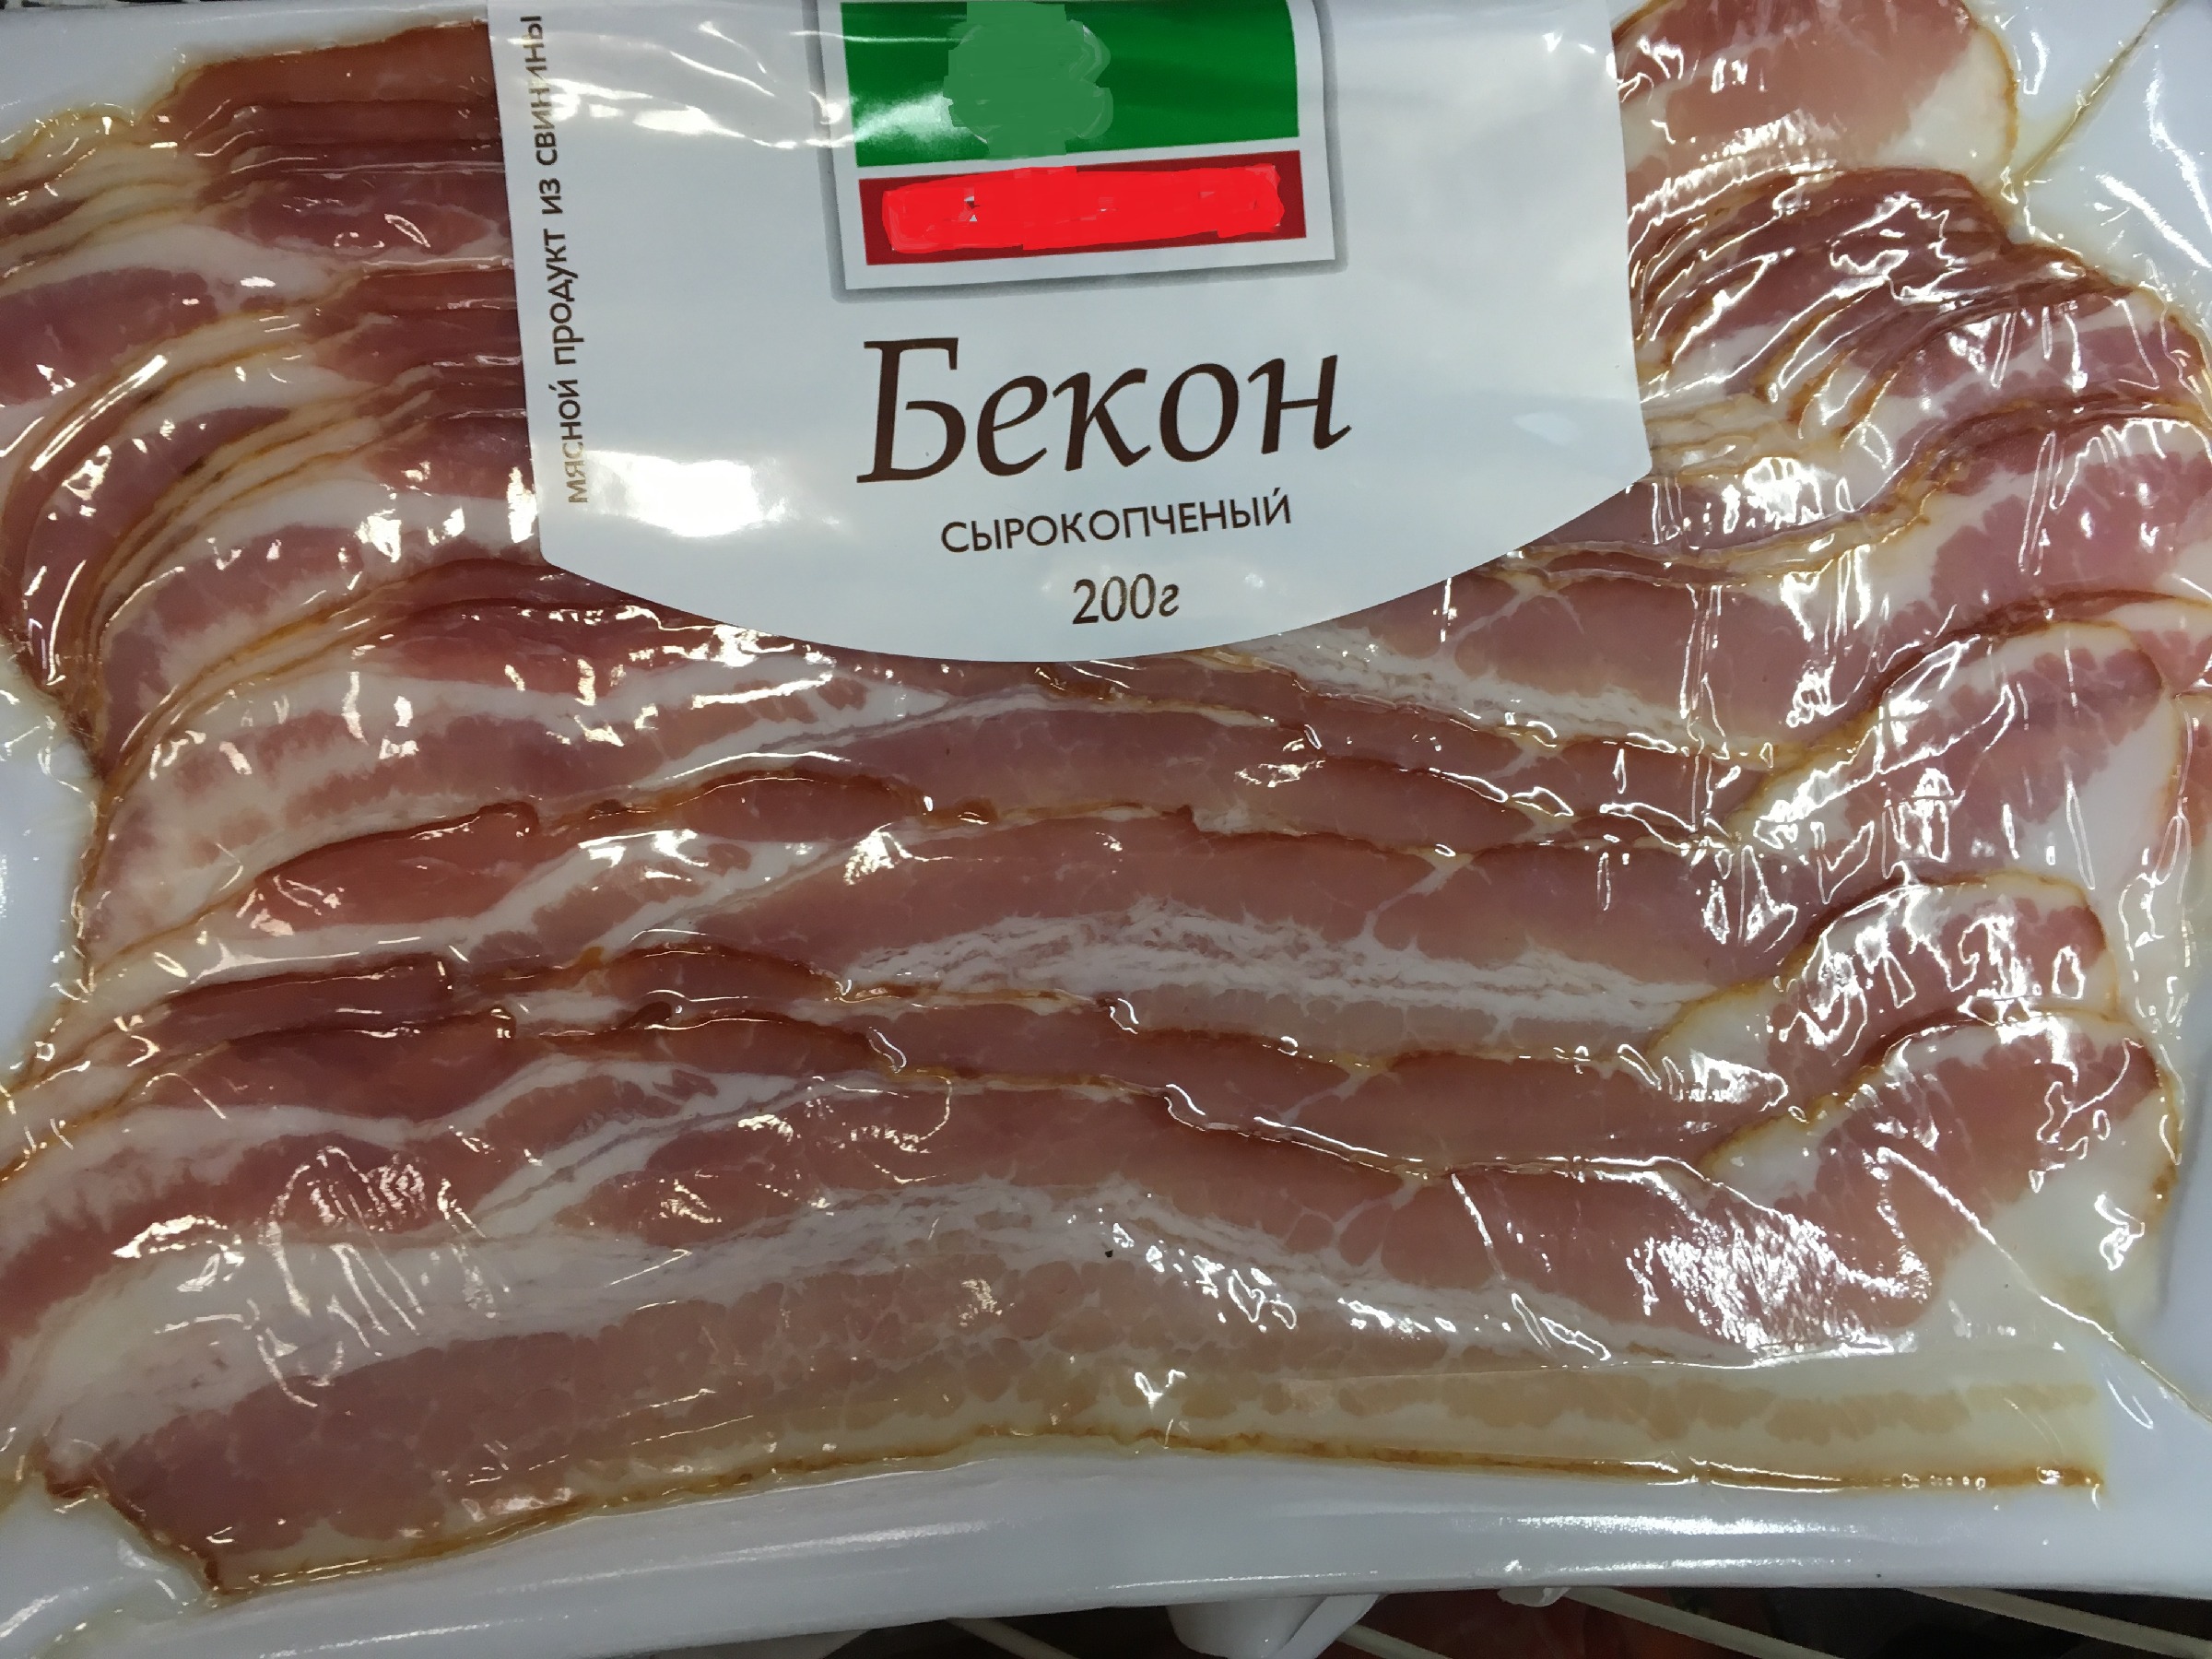 МЯСНОЙ ПРОДУКТ ИЗ СВИНИНЫ
Бекон
СЫРОКОПЧЕНЫЙ
200г